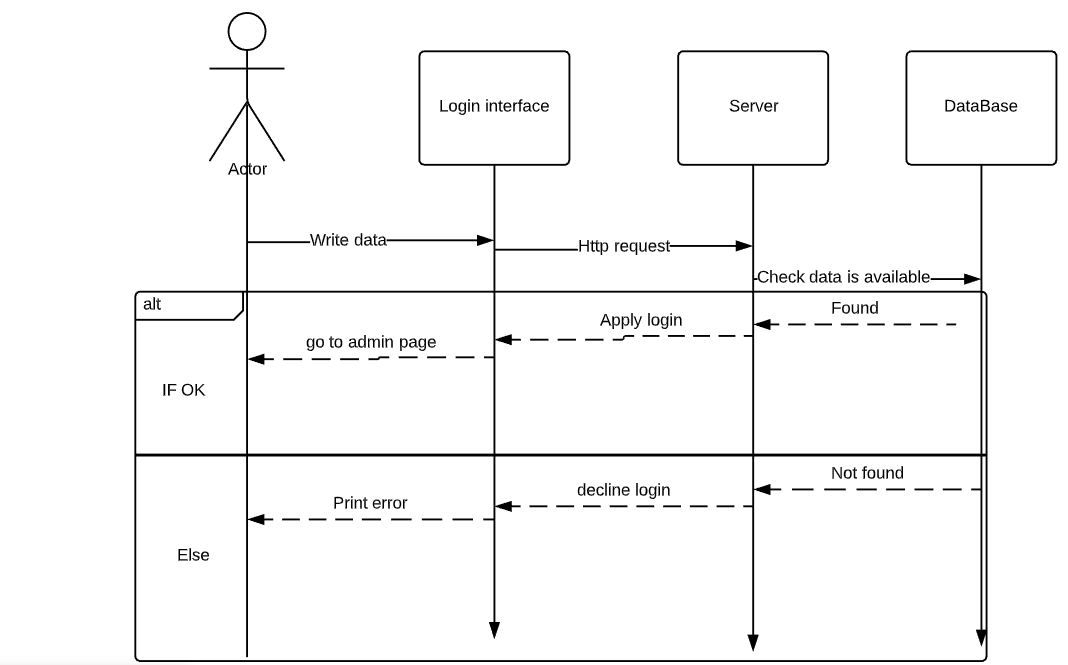 Login interface
Server
DataBase
Actor
Write data
Http request
Check data is available
alt
Found
Apply login
go to admin page
IF OK
Not found
decline login
Print error
Else